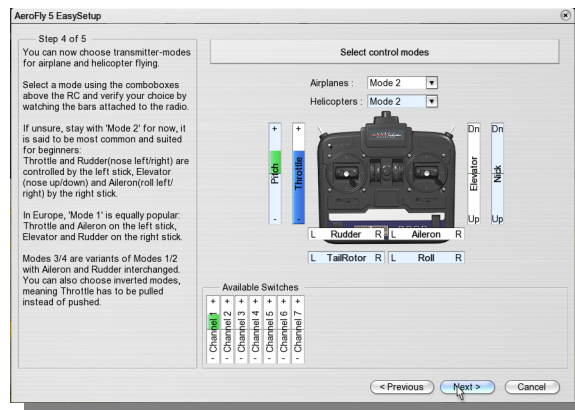 AeroFly 5 EasySetup
Step 4 of 5
You can now choose transmitter-modes
for airplane and helicopter flying.
Select a mode using the comboboxes
above the RC and verify your choice by
watching the bars attached to the radio.
If unsure, stay with 'Mode 2' for now, it
is said to be most common and suited
for beginners:
Throttle and Rudder(nose left/right) are
controlled by the left stick, Elevator
(nose up/down) and Aileron(roll left/
right) by the right stick.
In Europe, 'Mode 1' is equally popular:
Throttle and Aileron on the left stick,
Elevator and Rudder on the right stick.
Modes 3/4 are variants of Modes 1/2
with Aileron and Rudder interchanged.
You can also choose inverted modes,
meaning Throttle has to be pulled
instead of pushed.
Select control modes
Airplanes : Mode 2
Helicopters : Mode 2
+ Pitch -
+ Throttle -
Dn Elevator Up
Dn Nick Up
L Rudder R L Aileron R
L TailRotor R L Roll R
Available Switches
- Channel 1 +
- Channel 2 +
- Channel 3 +
- Channel 4 +
- Channel 5 +
- Channel 6 +
- Channel 7 +
< Previous Next > Cancel